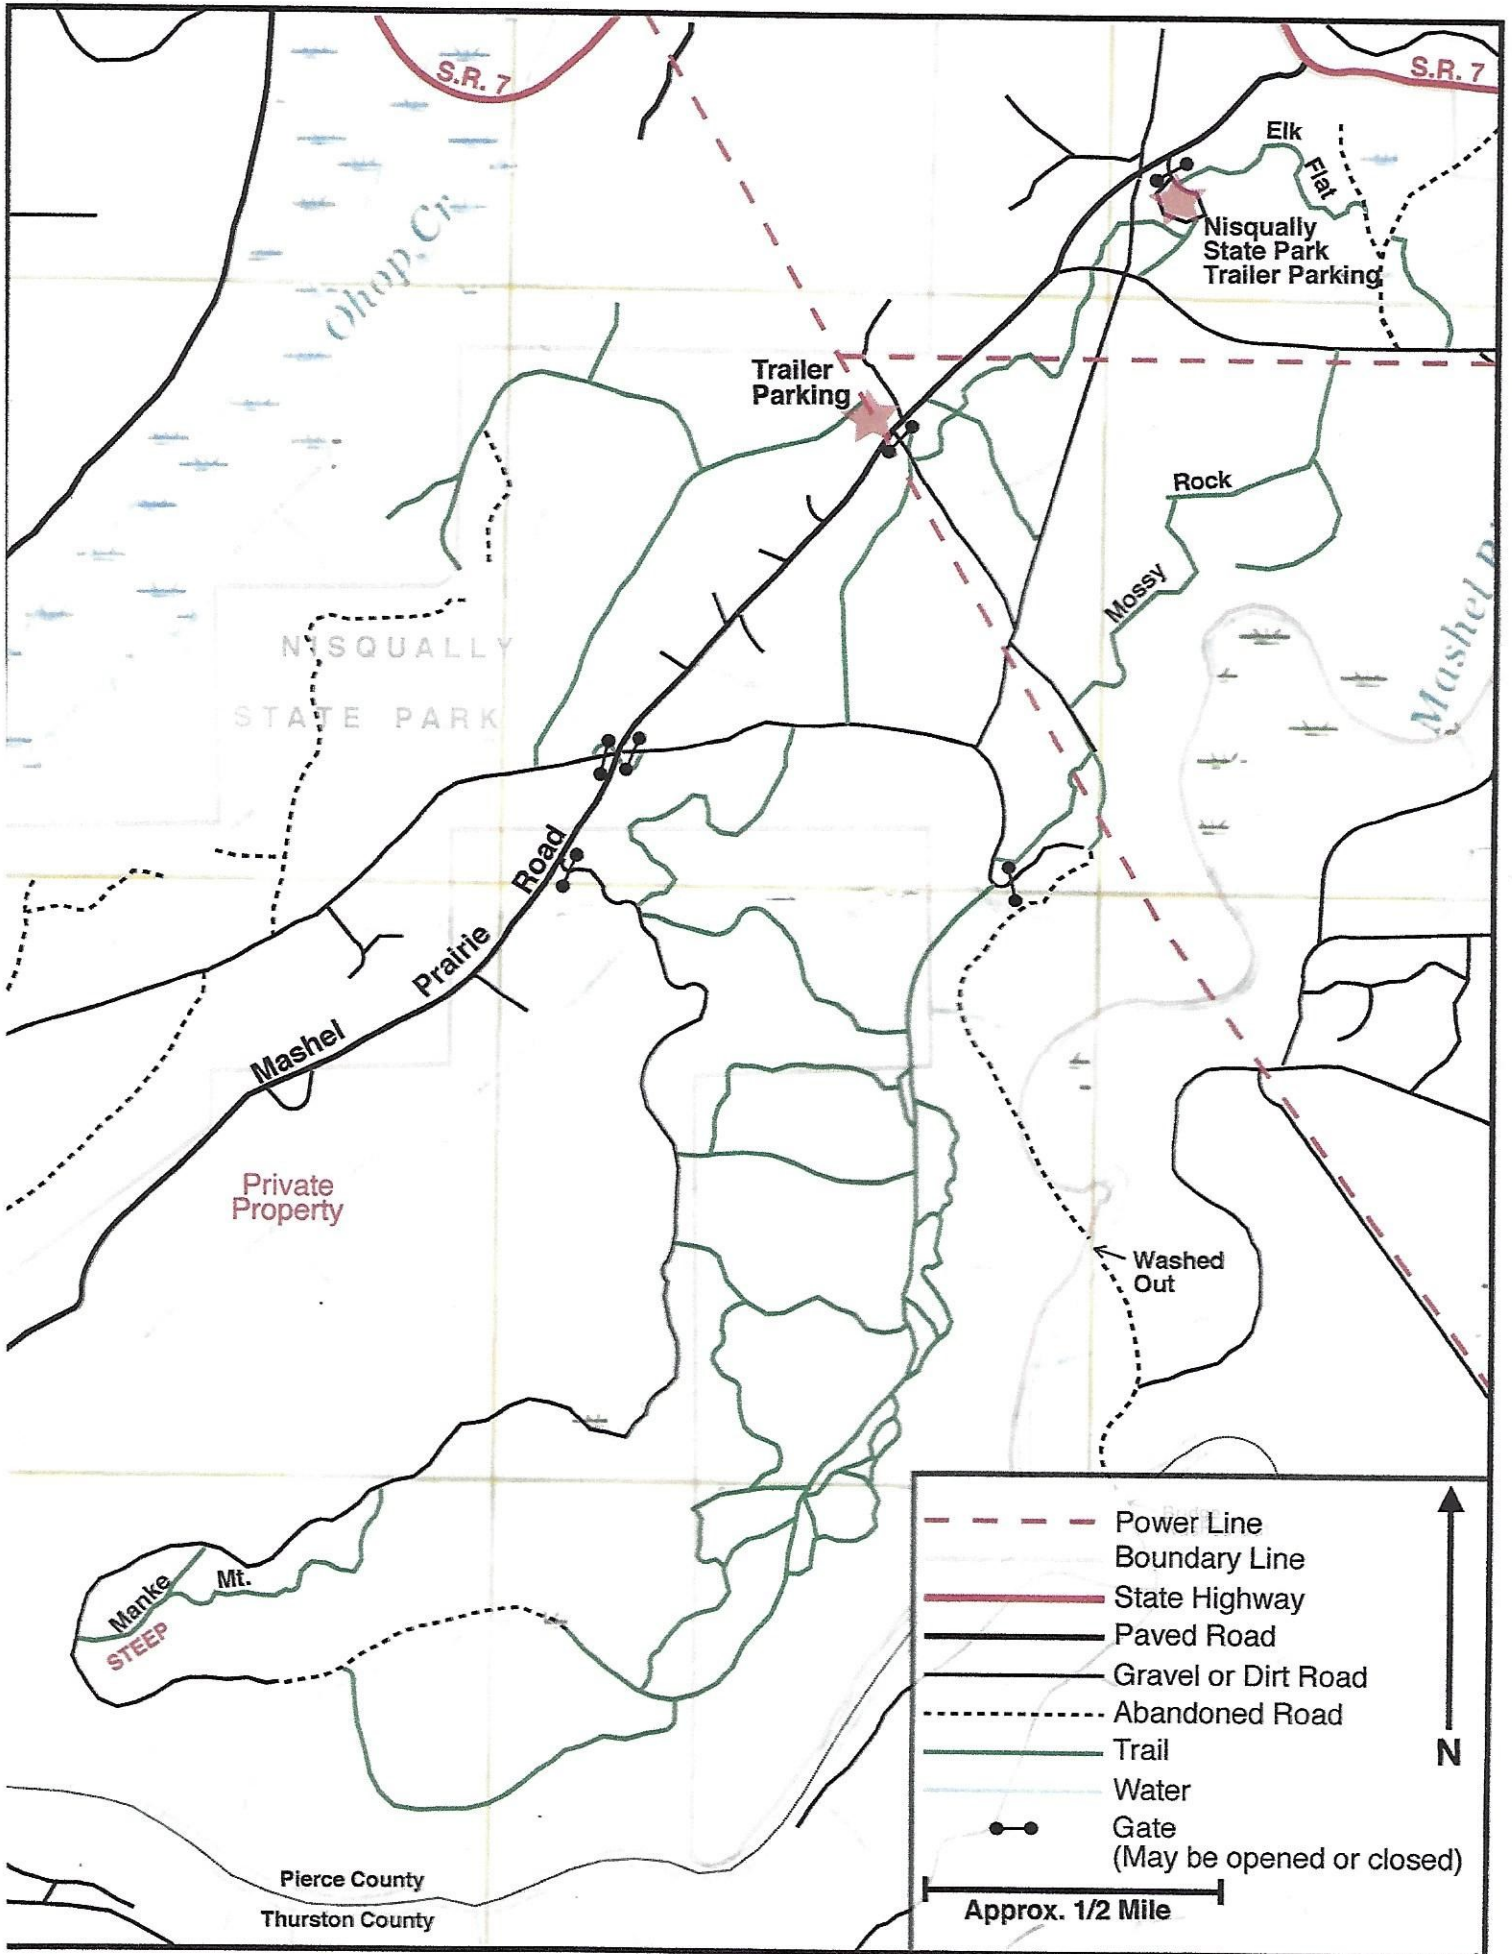 S.R. 7
S.R. 7
Elk
Flat
Ohop Cr
Nisqually
State Park
Trailer Parking
Trailer
Parking
Rock
Mossy
Mashel
NISQUALLY
STATE PARK
Road
Prairie
Mashel
Private
Property
Washed
Out
Mt.
Manke
STEEP
Power Line
Boundary Line
State Highway
Paved Road
Gravel or Dirt Road
Abandoned Road
Trail
Water
Gate
(May be opened or closed)
N
Approx. 1/2 Mile
Pierce County
Thurston County